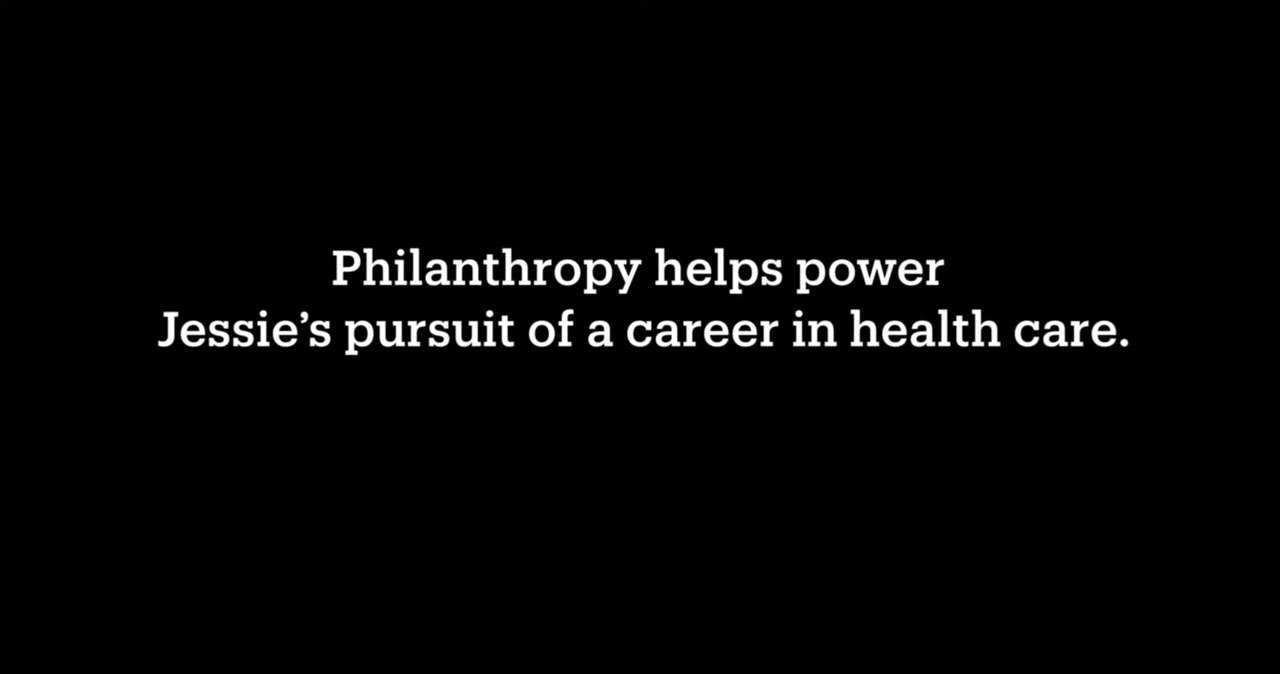 Philanthropy helps power
Jessie’s pursuit of a career in health care.